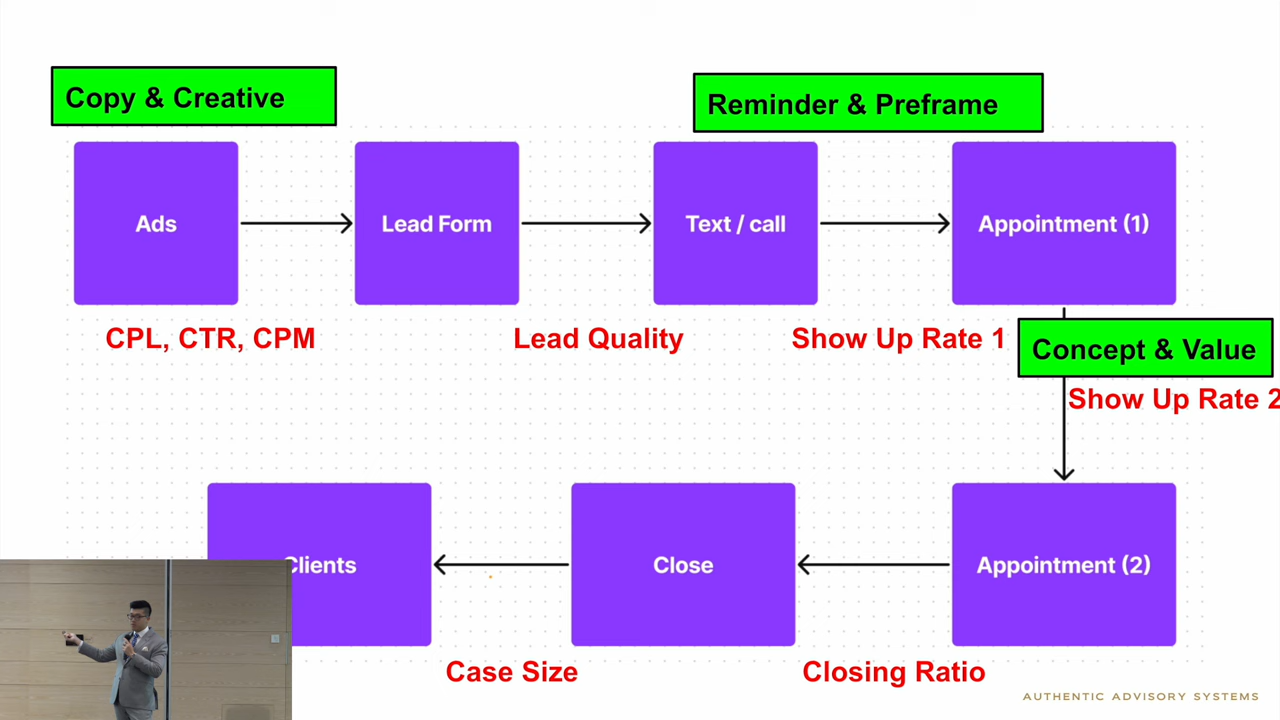 Copy & Creative
Reminder & Preframe
Ads
Lead Form
Text / call
Appointment (1)
CPL, CTR, CPM
Lead Quality
Show Up Rate 1
Concept & Value
Show Up Rate 2
Clients
Close
Appointment (2)
Case Size
Closing Ratio
AUTHENTIC ADVISORY SYSTEMS